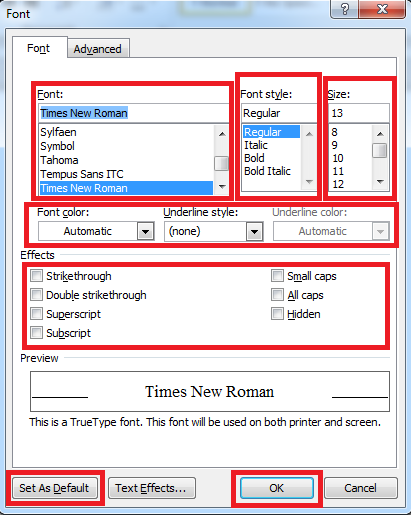 Font
Font Advanced
Font: Font style: Size:
Times New Roman Regular 13
Sylfaen Regular 8
Symbol Italic 9
Tahoma Bold 10
Tempus Sans ITC Bold Italic 11
Times New Roman 12
Font color: Underline style: Underline color:
Automatic (none) Automatic
Effects
Strikethrough Small caps
Double strikethrough All caps
Superscript Hidden
Subscript
Preview
Times New Roman
This is a TrueType font. This font will be used on both printer and screen.
Set As Default Text Effects... OK Cancel